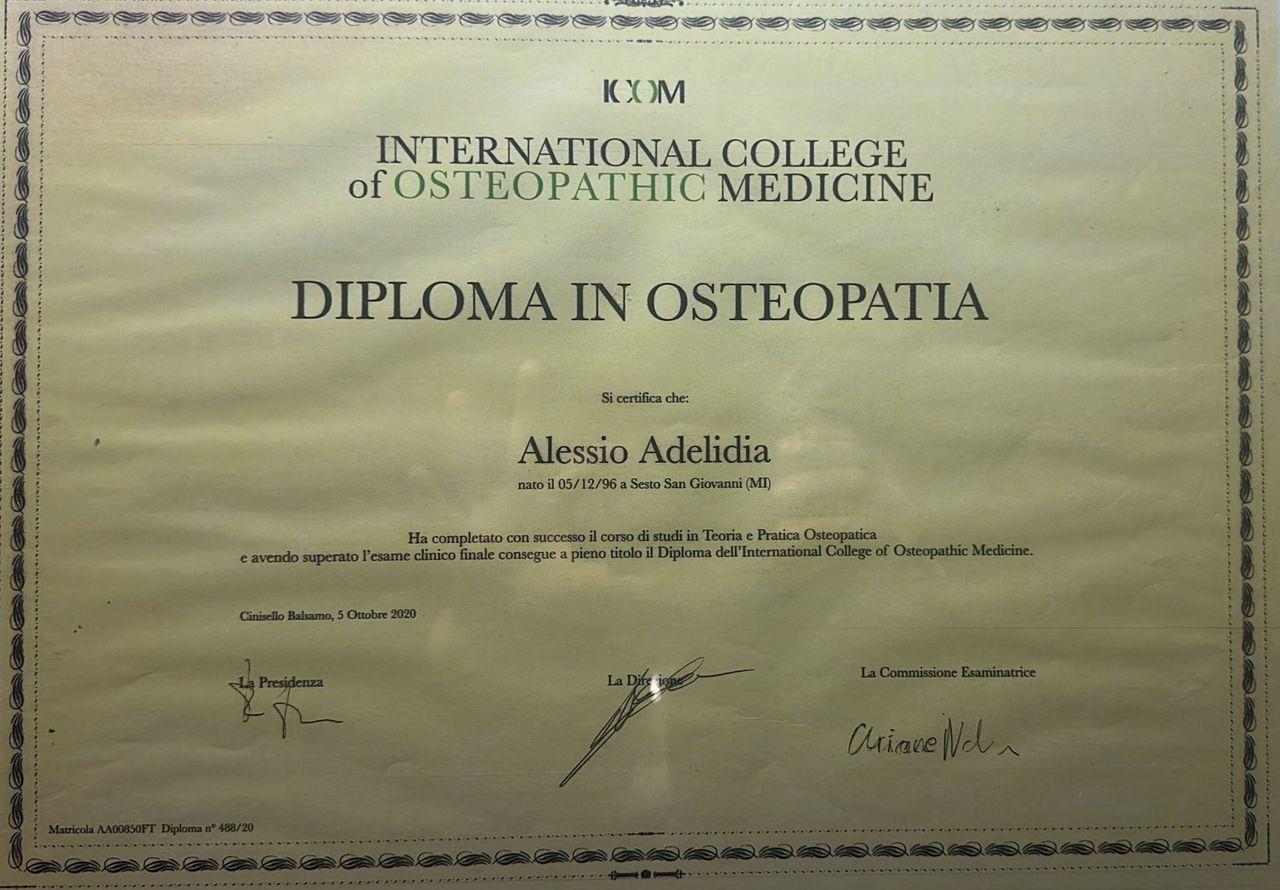 ICOM
INTERNATIONAL COLLEGE
of OSTEOPATHIC MEDICINE
DIPLOMA IN OSTEOPATIA
Si certifica che:
Alessio Adelidia
nato il 05/12/96 a Sesto San Giovanni (MI)
Ha completato con successo il corso di studi in Teoria e Pratica Osteopatica
e avendo superato l'esame clinico finale consegue a pieno titolo il Diploma dell'International College of Osteopathic Medicine.
Cinisello Balsamo, 5 Ottobre 2020
La Presidenza
La Direzione
La Commissione Esaminatrice
Ariane
Matricola AA00850FT Diploma n° 488/20